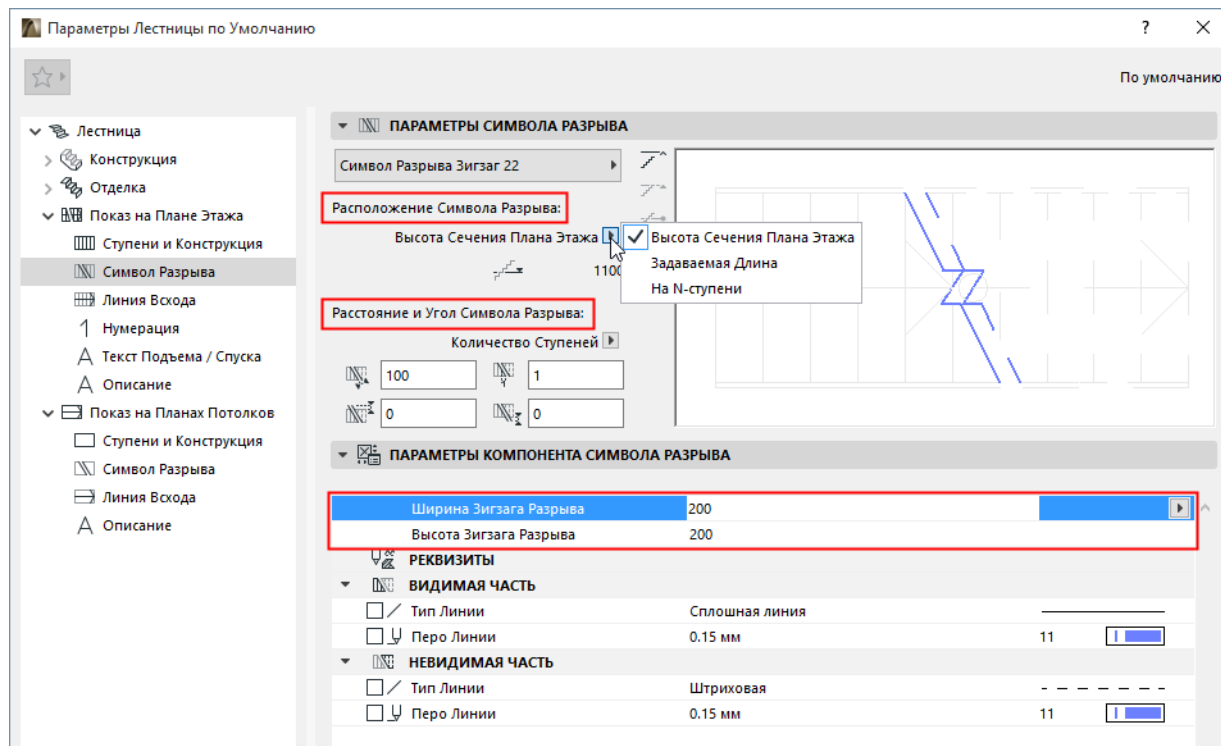 Параметры Лестницы по Умолчанию
?
По умолчанию
Лестница
Конструкция
Отделка
Показ на Плане Этажа
Ступени и Конструкция
Символ Разрыва
Линия Всхода
Нумерация
Текст Подъема / Спуска
Описание
Показ на Планах Потолков
Ступени и Конструкция
Символ Разрыва
Линия Всхода
Описание
ПАРАМЕТРЫ СИМВОЛА РАЗРЫВА
Символ Разрыва Зигзаг 22
Расположение Символа Разрыва:
Высота Сечения Плана Этажа
Высота Сечения Плана Этажа
Задаваемая Длина
На N-ступени
1100
Расстояние и Угол Символа Разрыва:
Количество Ступеней
100 1
0 0
ПАРАМЕТРЫ КОМПОНЕНТА СИМВОЛА РАЗРЫВА
Ширина Зигзага Разрыва 200
Высота Зигзага Разрыва 200
РЕКВИЗИТЫ
ВИДИМАЯ ЧАСТЬ
Тип Линии Сплошная линия
Перо Линии 0.15 мм 11
НЕВИДИМАЯ ЧАСТЬ
Тип Линии Штриховая
Перо Линии 0.15 мм 11